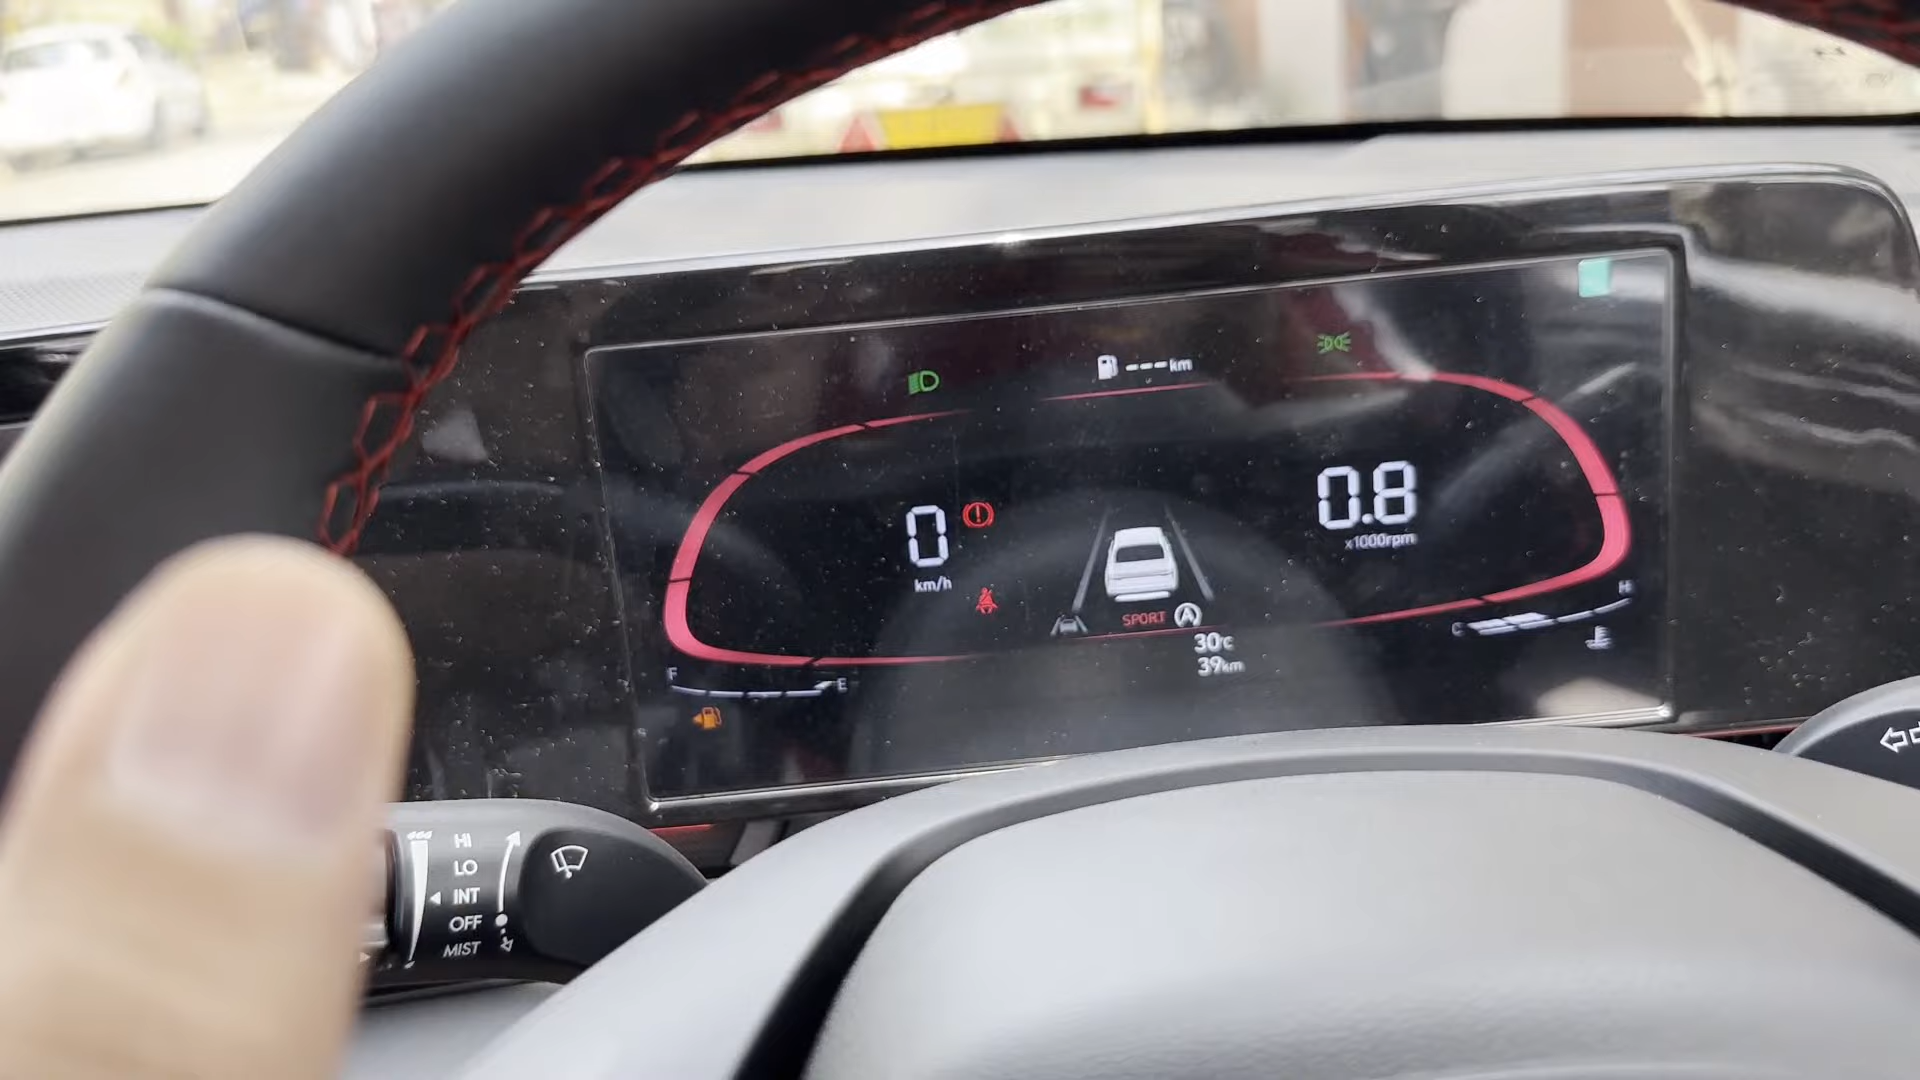 --- km
0
km/h
0.8
x1000rpm
SPORT
A
30°c
39km
F
E
C
H
HI
LO
INT
OFF
MIST